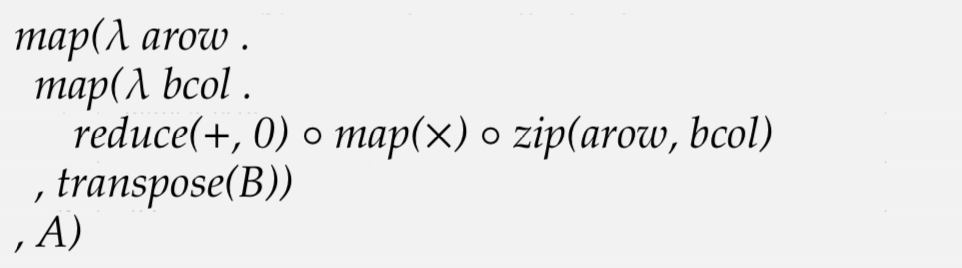 map(λ arow .
map(λ bcol .
reduce(+, 0) ∘ map(×) ∘ zip(arow, bcol)
, transpose(B))
, A)